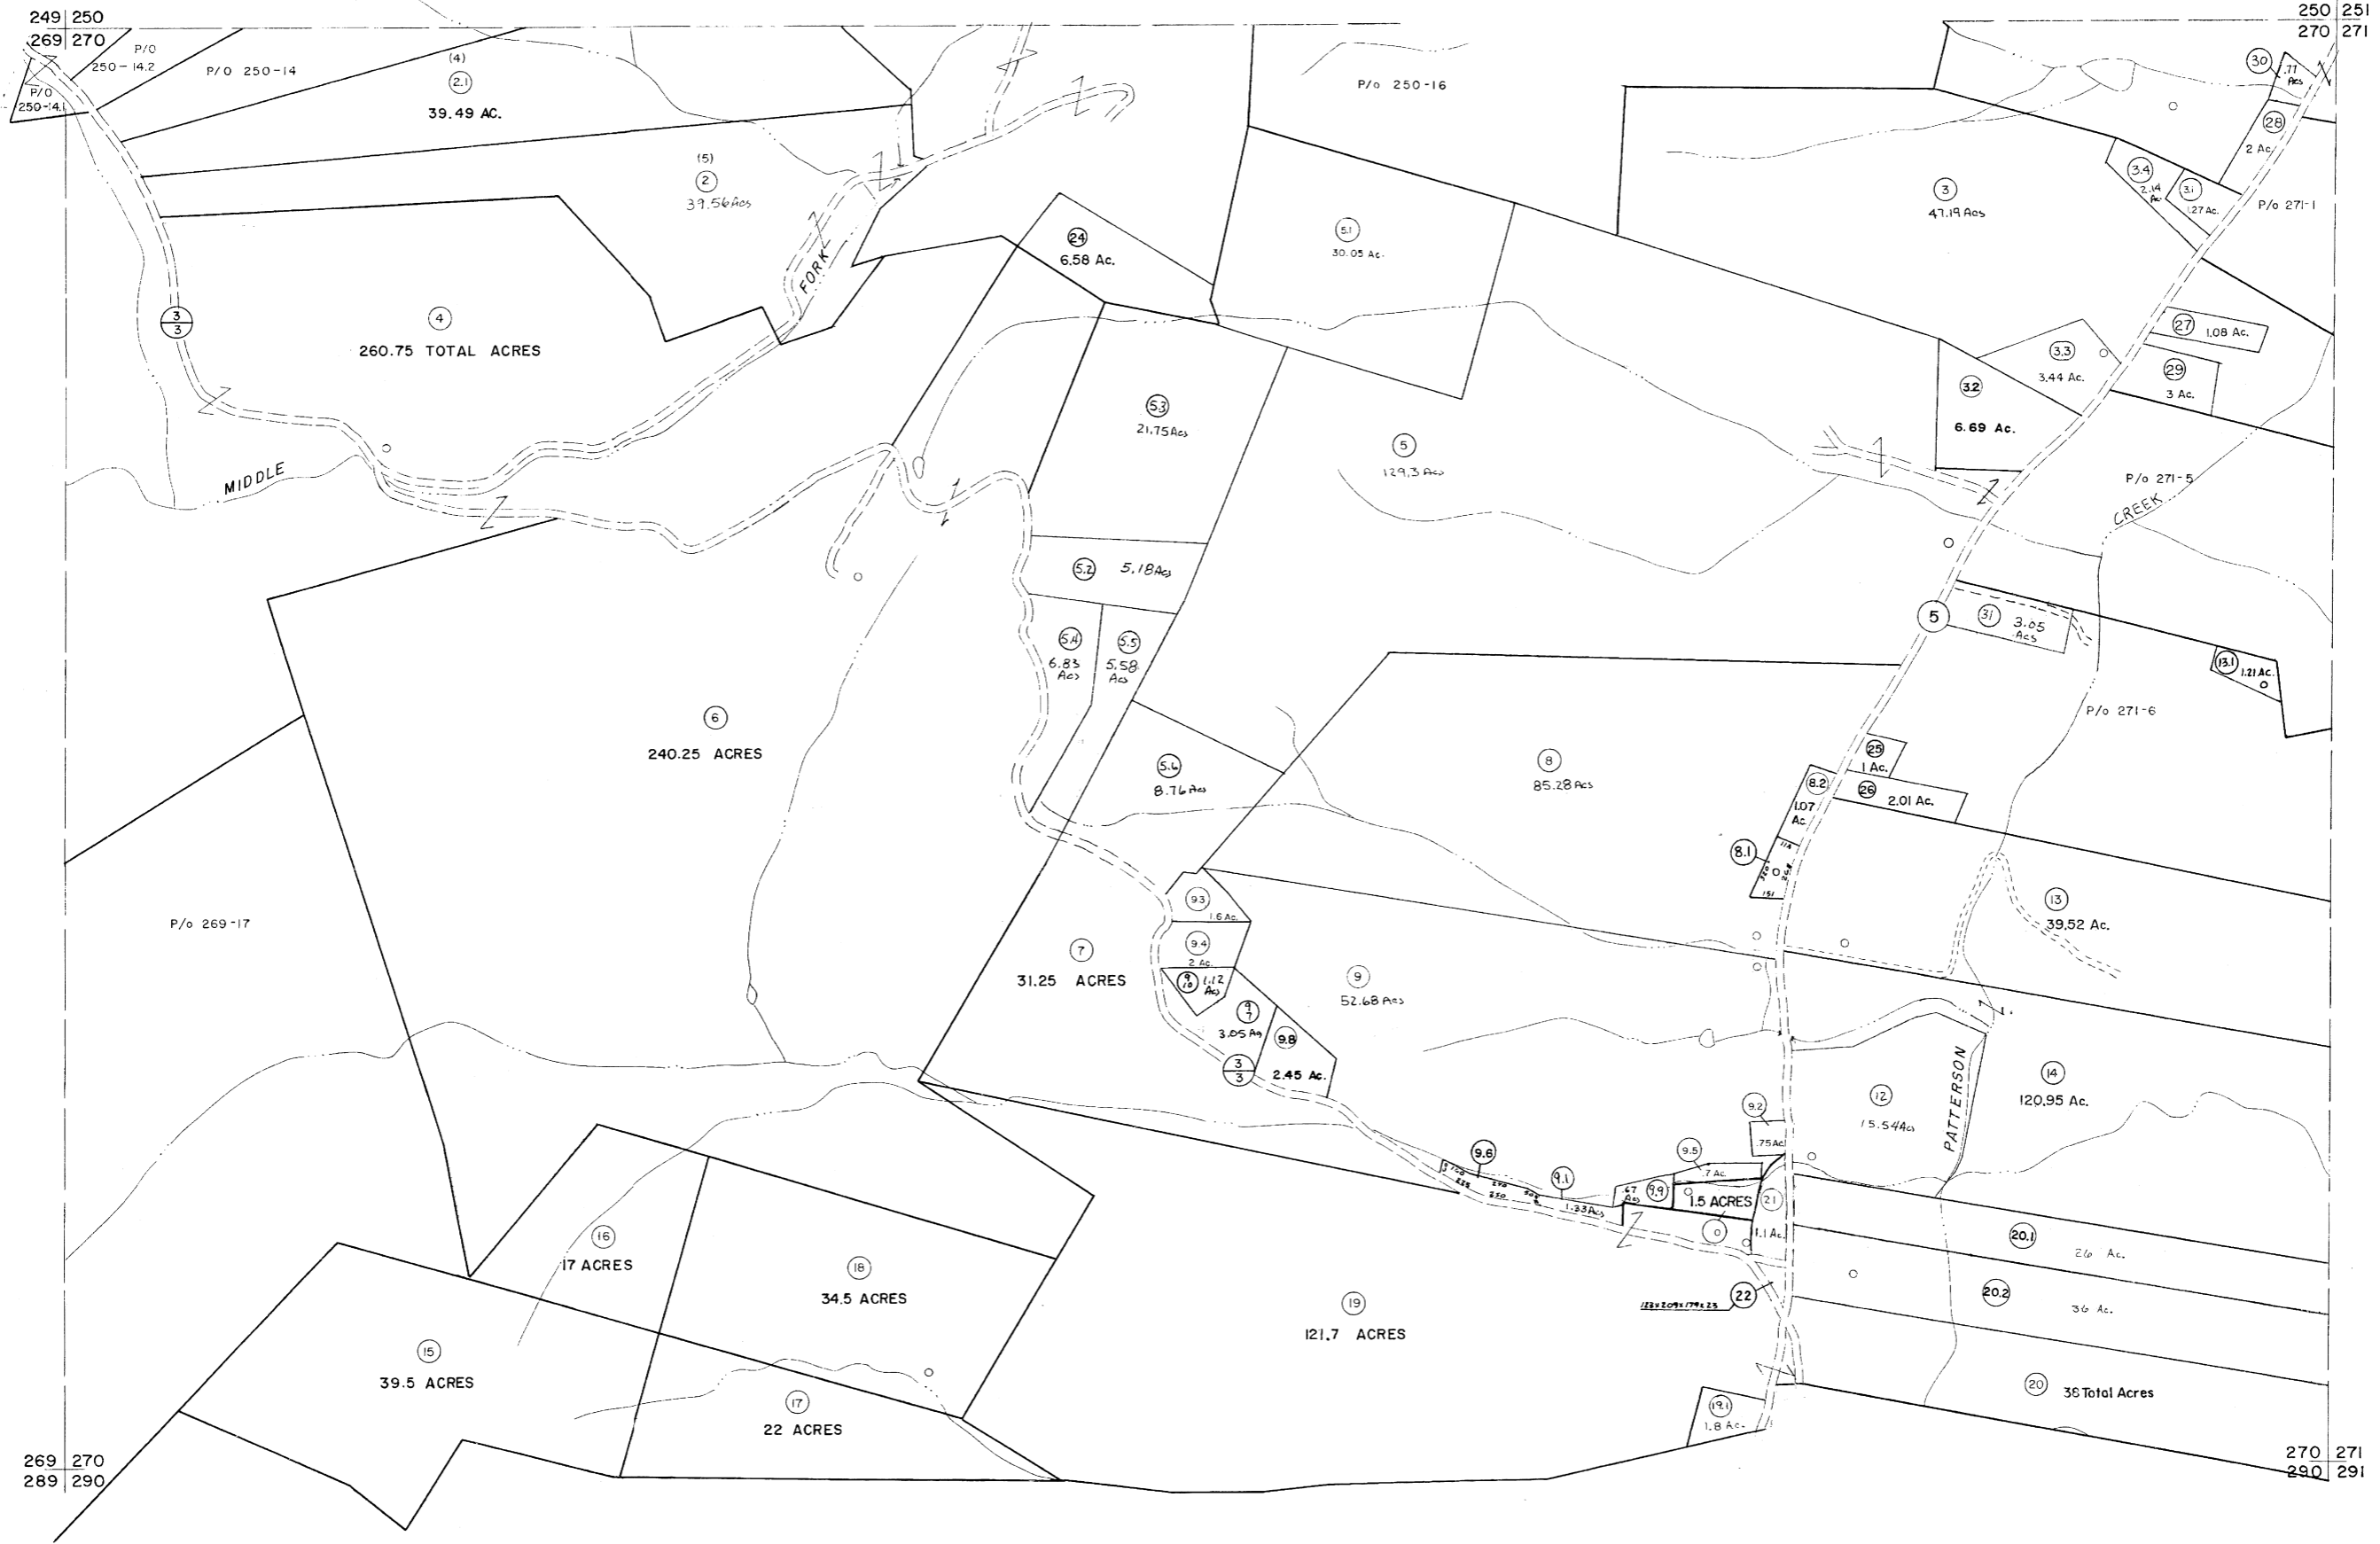 249 250
269 270
250 251
270 271
P/O
250-14.2
P/O 250-14
P/O
250-14.1
(4)
2.1
39.49 AC.
P/o 250-16
30
.77
Acs
28
2 Ac.
(5)
2
39.56 Acs
3
47.19 Acs
3.4
2.14
Ac.
3.1
1.27 Ac.
P/o 271-1
24
6.58 Ac.
5.1
30.05 Ac.
FORK
3
3
4
260.75 TOTAL ACRES
27 1.08 Ac.
3.3
3.44 Ac.
29
3 Ac.
3.2
6.69 Ac.
5.3
21.75 Acs
5
129.3 Acs
MIDDLE
P/o 271-5
CREEK
5.2 5.18 Acs
5
31 3.05
Acs
5.4
6.83
Acs
5.5
5.58
Acs
13.1 1.21 AC.
P/o 271-6
6
240.25 ACRES
5.6
8.76 Acs
8
85.28 Acs
25
1 Ac.
8.2
1.07
Ac.
26 2.01 Ac.
8.1
114
151
13
39.52 Ac.
P/o 269-17
9.3
1.6 Ac.
9.4
2 Ac.
9
10
1.12
Acs
7
31.25 ACRES
9
52.68 Acs
9
7
3.05 Ac
9.8
2.45 Ac.
3
3
PATTERSON
12
15.54 Acs
14
120.95 Ac.
9.2
.75 Ac.
9.6
9.5
.7 Ac.
9.1
1.33 Acs
.67
Acs
9.9
1.5 ACRES
21
1.1 Ac.
225
250
16
17 ACRES
18
34.5 ACRES
20.1
26 Ac.
20.2
36 Ac.
22
122x209x179x23
19
121.7 ACRES
15
39.5 ACRES
17
22 ACRES
20 38 Total Acres
19.1
1.8 Ac.
269 270
289 290
270 271
290 291